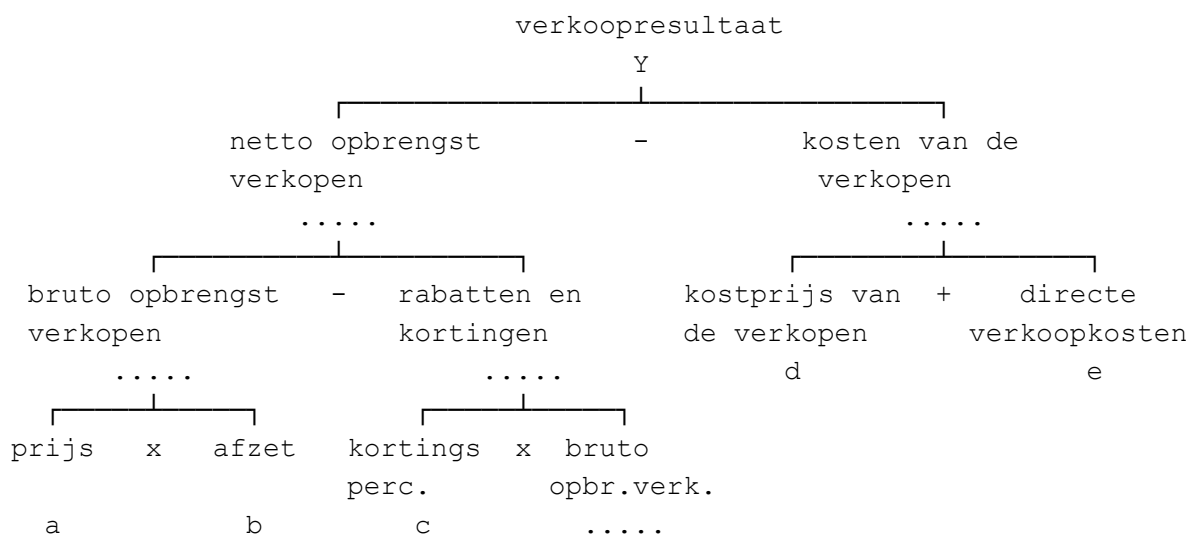 verkoopresultaat
Y
netto opbrengst - kosten van de
verkopen verkopen
..... .....
bruto opbrengst - rabatten en kostprijs van + directe
verkopen kortingen de verkopen verkoopkosten
..... ..... d e
prijs x afzet kortings x bruto
perc. opbr.verk.
a b c .....